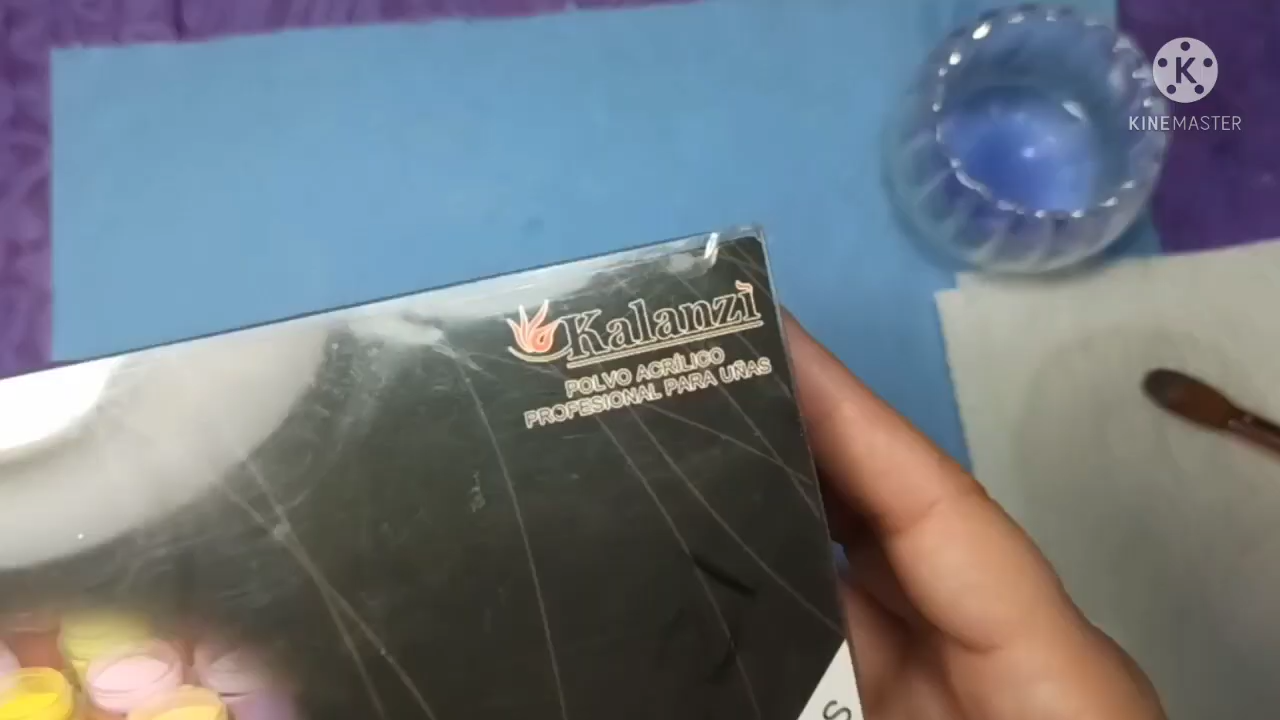 K
KINEMASTER
Kalanzi
POLVO ACRÍLICO
PROFESIONAL PARA UÑAS
S